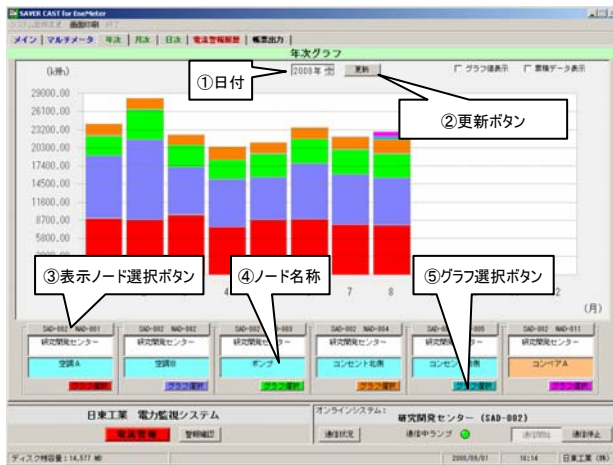 SAVER CAST for EneMeter
画面印刷
メイン マルチメータ 年次 月次 日次 電流警報履歴 帳票出力
年次グラフ
(kWh)
①日付
2008年
更新
グラフ値表示
累積データ表示
②更新ボタン
29000.00
26100.00
23200.00
20300.00
17400.00
14500.00
11600.00
8700.00
5800.00
③表示ノード選択ボタン
④ノード名称
⑤グラフ選択ボタン
7 8
(月)
SAD-002 NAD-001
SAD-002 NAD-002
SAD-002 NAD-004
SAD-002 NAD-011
研究開発センター
研究開発センター
研究開発センター
研究開発センター
研究開発センター
空調A
空調B
ポンプ
コンセント北側
コンベアA
グラフ選択
グラフ選択
グラフ選択
グラフ選択
グラフ選択
グラフ選択
日東工業 電力監視システム
オンラインシステム:
研究開発センター (SAD-002)
電流警報
警報確認
通信状況
通信中ランプ
通信開始
通信停止
ディスク残容量:14,577 MB
2008/09/01
16:14
日東工業(株)